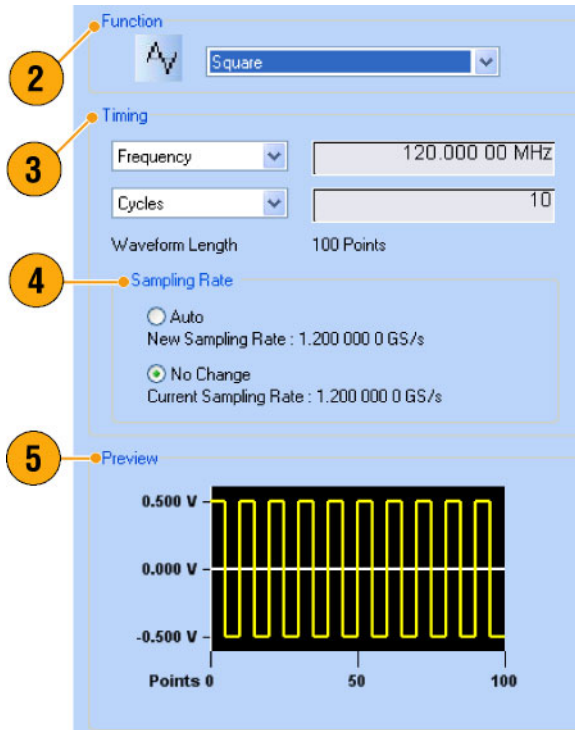 Function
2
Square
Timing
3
Frequency
120.000 00 MHz
Cycles
10
Waveform Length 100 Points
4
Sampling Rate
Auto
New Sampling Rate : 1.200 000 0 GS/s
No Change
Current Sampling Rate : 1.200 000 0 GS/s
5
Preview
0.500 V
0.000 V
-0.500 V
Points 0 50 100